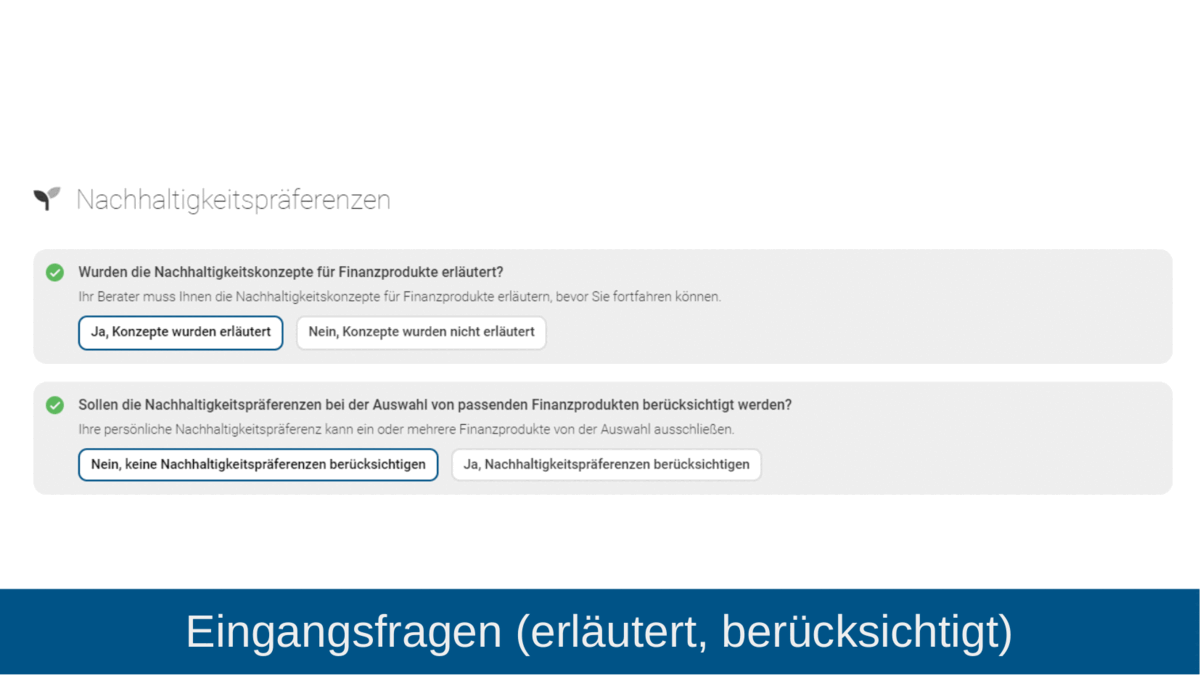 Nachhaltigkeitspräferenzen
Wurden die Nachhaltigkeitskonzepte für Finanzprodukte erläutert?
Ihr Berater muss Ihnen die Nachhaltigkeitskonzepte für Finanzprodukte erläutern, bevor Sie fortfahren können.
Ja, Konzepte wurden erläutert Nein, Konzepte wurden nicht erläutert
Sollen die Nachhaltigkeitspräferenzen bei der Auswahl von passenden Finanzprodukten berücksichtigt werden?
Ihre persönliche Nachhaltigkeitspräferenz kann ein oder mehrere Finanzprodukte von der Auswahl ausschließen.
Nein, keine Nachhaltigkeitspräferenzen berücksichtigen Ja, Nachhaltigkeitspräferenzen berücksichtigen
Eingangsfragen (erläutert, berücksichtigt)